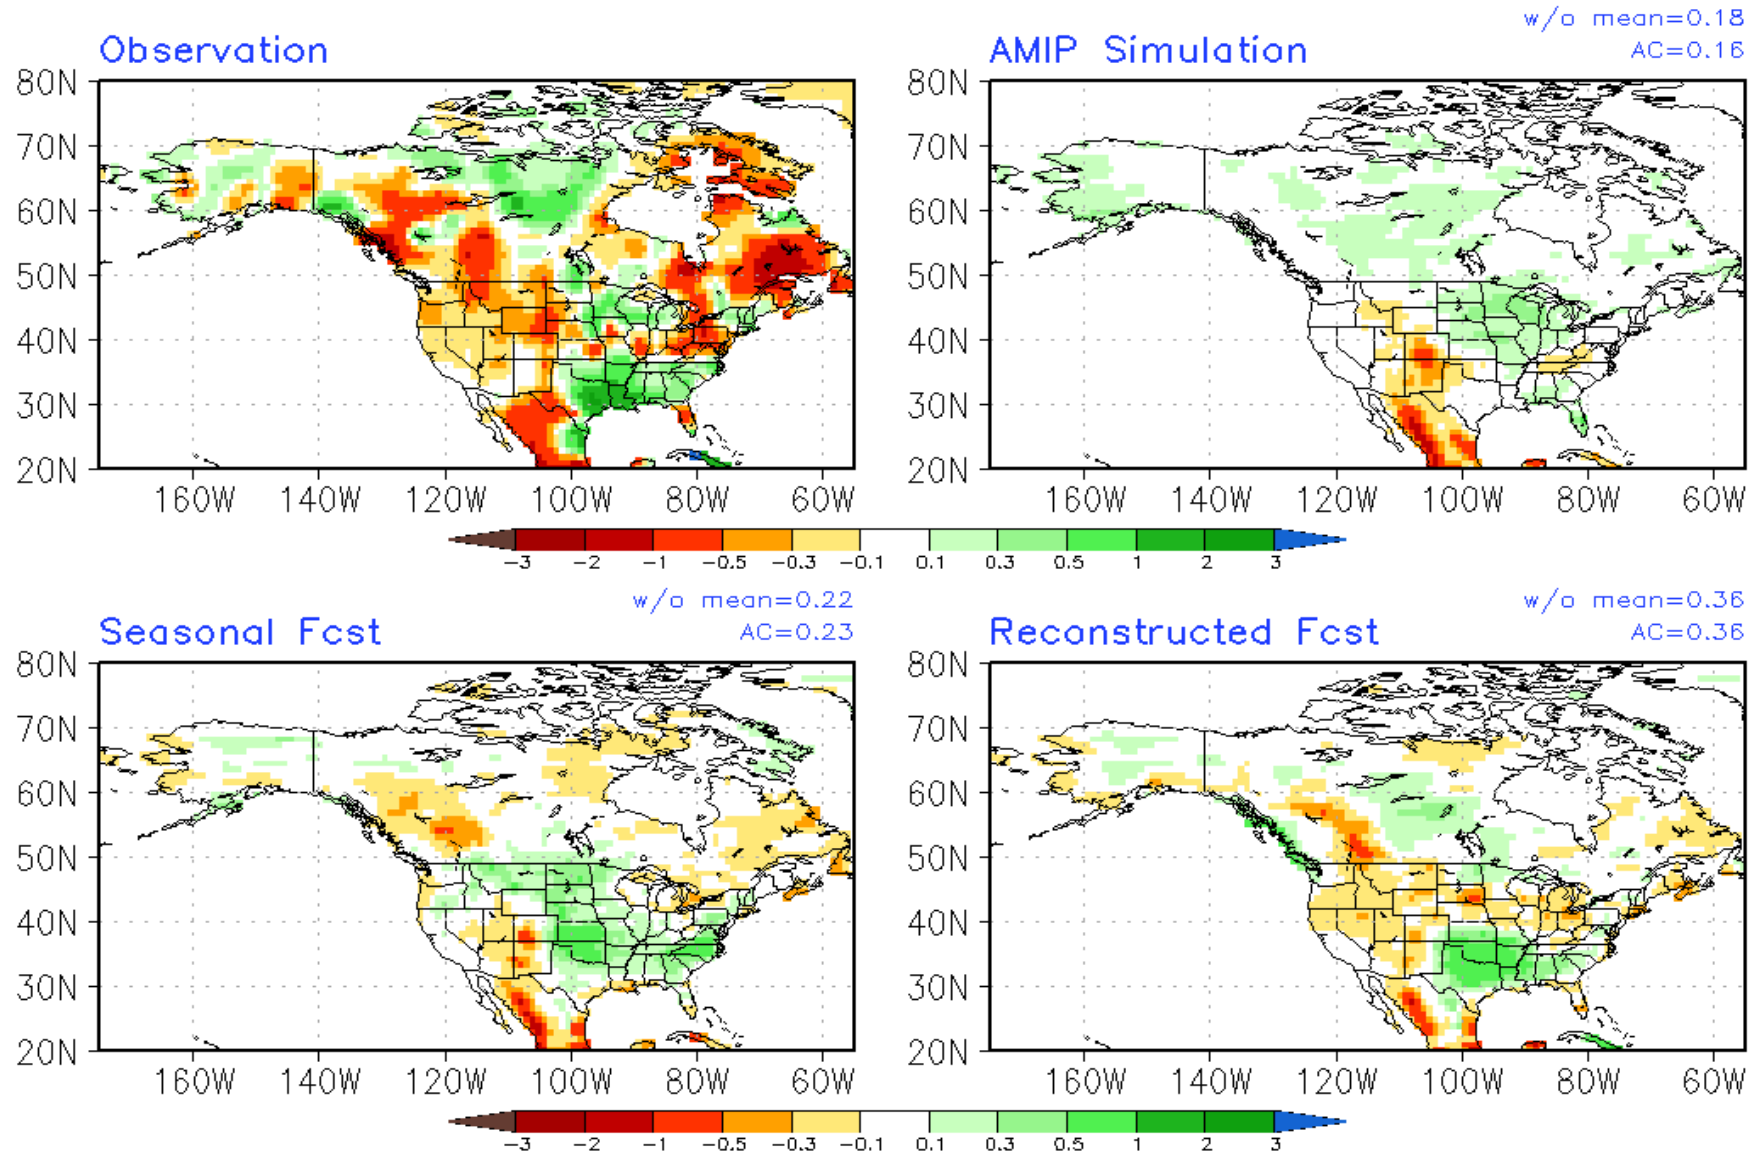 w/o mean=0.18
Observation
AMIP Simulation
AC=0.16
80N
70N
60N
50N
40N
30N
20N
160W 140W 120W 100W 80W 60W
80N
70N
60N
50N
40N
30N
20N
160W 140W 120W 100W 80W 60W
-3 -2 -1 -0.5 -0.3 -0.1 0.1 0.3 0.5 1 2 3
w/o mean=0.22
Seasonal Fcst
AC=0.23
w/o mean=0.36
Reconstructed Fcst
AC=0.36
80N
70N
60N
50N
40N
30N
20N
160W 140W 120W 100W 80W 60W
80N
70N
60N
50N
40N
30N
20N
160W 140W 120W 100W 80W 60W
-3 -2 -1 -0.5 -0.3 -0.1 0.1 0.3 0.5 1 2 3